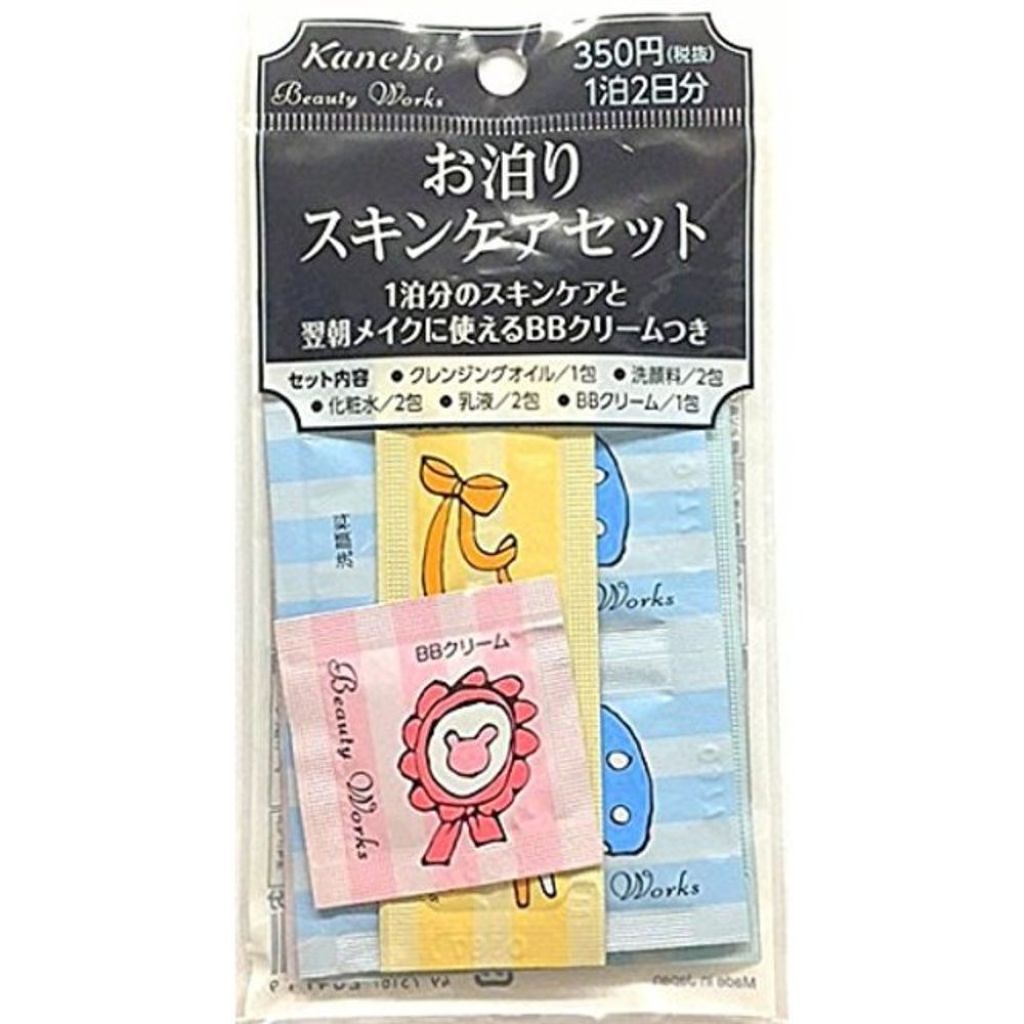 Kanebo
Beauty Works
350円(税抜)
1泊2日分
お泊り
スキンケアセット
1泊分のスキンケアと
翌朝メイクに使えるBBクリームつき
セット内容 ●クレンジングオイル/1包 ●洗顔料/2包
●化粧水/2包 ●乳液/2包 ●BBクリーム/1包
洗顔料
Works
BBクリーム
Beauty Works
Works
Made in Japan